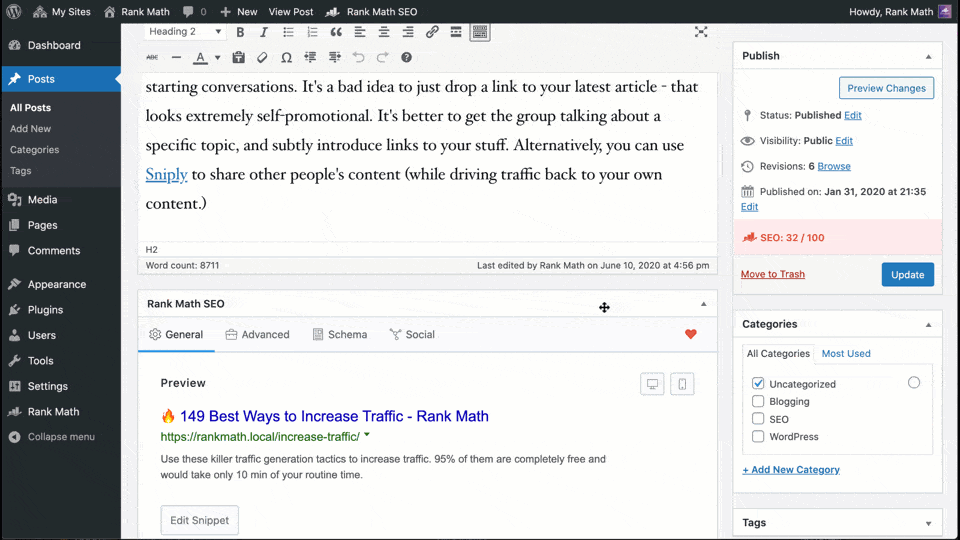 My Sites
Rank Math
0
New
View Post
Rank Math SEO
Howdy, Rank Math
Dashboard
Posts
All Posts
Add New
Categories
Tags
Media
Pages
Comments
Appearance
Plugins
Users
Tools
Settings
Rank Math
Collapse menu
Heading 2
B
I
ABC
A
Ω
starting conversations. It's a bad idea to just drop a link to your latest article - that
looks extremely self-promotional. It's better to get the group talking about a
specific topic, and subtly introduce links to your stuff. Alternatively, you can use
Sniply to share other people's content (while driving traffic back to your own
content.)
H2
Word count: 8711
Last edited by Rank Math on June 10, 2020 at 4:56 pm
Rank Math SEO
General
Advanced
Schema
Social
Preview
🔥 149 Best Ways to Increase Traffic - Rank Math
https://rankmath.local/increase-traffic/
Use these killer traffic generation tactics to increase traffic. 95% of them are completely free and
would take only 10 min of your routine time.
Edit Snippet
Publish
Preview Changes
Status: Published Edit
Visibility: Public Edit
Revisions: 6 Browse
Published on: Jan 31, 2020 at 21:35
Edit
SEO: 32 / 100
Move to Trash
Update
Categories
All Categories
Most Used
Uncategorized
Blogging
SEO
WordPress
+ Add New Category
Tags